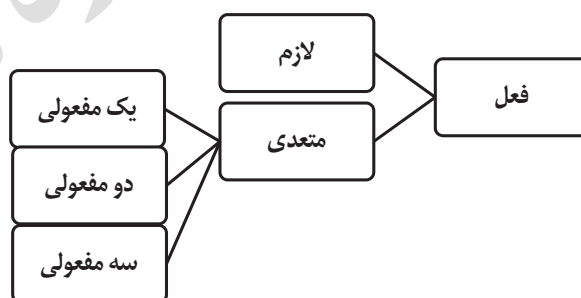 فعل
لازم
متعدی
یک مفعولی
دو مفعولی
سه مفعولی